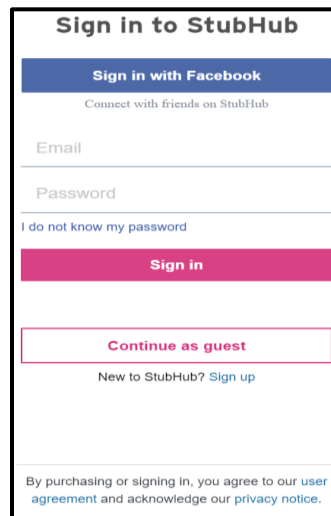 Sign in to StubHub
Sign in with Facebook
Connect with friends on StubHub
Email
Password
I do not know my password
Sign in
Continue as guest
New to StubHub? Sign up
By purchasing or signing in, you agree to our user
agreement and acknowledge our privacy notice.